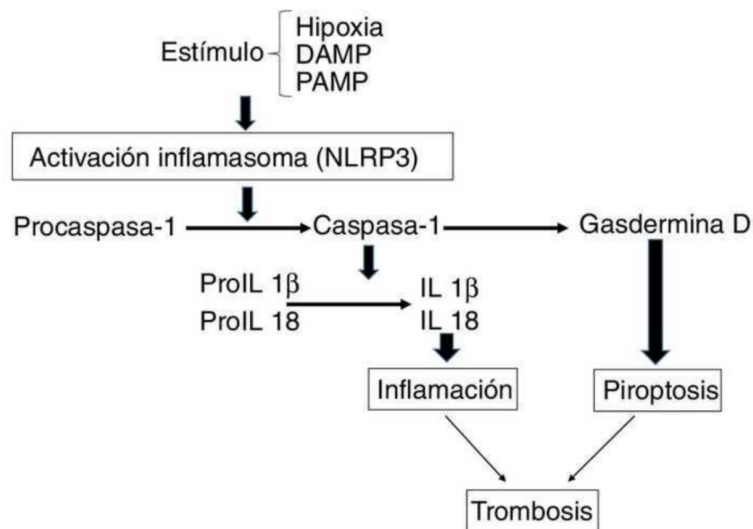 Estímulo
Hipoxia
DAMP
PAMP
Activación inflamasoma (NLRP3)
Procaspasa-1
Caspasa-1
Gasdermina D
ProIL 1β
IL 1β
ProIL 18
IL 18
Inflamación
Piroptosis
Trombosis